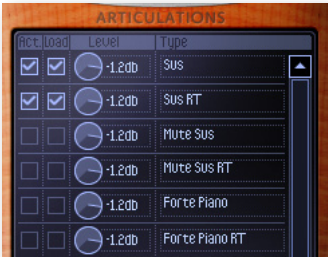 ARTICULATIONS
Act. Load Level Type
-1.2db Sus
-1.2db Sus RT
-1.2db Mute Sus
-1.2db Mute Sus RT
-1.2db Forte Piano
-1.2db Forte Piano RT